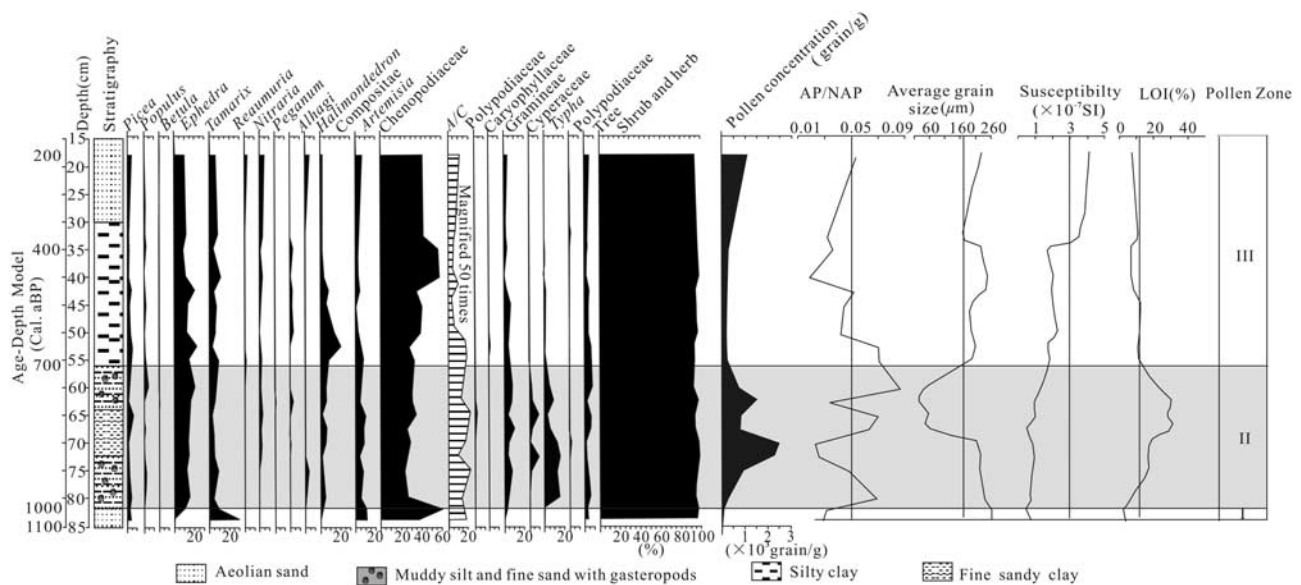 Age-Depth Model
(Cal. aBP)
Depth(cm)
Stratigraphy
Picea
Populus
Betula
Ephedra
Tamarix
Reaumuria
Nitraria
Peganum
Alhagi
Halimondedron
Compositae
Artemisia
Chenopodiaceae
A/C
Polypodiaceae
Caryophyllaceae
Gramineae
Cyperaceae
Typha
Polypodiaceae
Tree
Shrub and herb
Pollen concentration
(grain/g)
AP/NAP
Average grain
size(μm)
Susceptibilty
(×10⁻⁷SI)
LOI(%)
Pollen Zone
0.01 0.05 0.09 60 160 260 1 3 5 0 20 40
200
400
700
1000
1100
15
20
25
30
35
40
45
50
55
60
65
70
75
80
85
Magnified 50 times
III
II
I
20 20 20 20 20 40 60 20 20 20 20 40 60 80 100 1 2 3
(%)
(×10³grain/g)
Aeolian sand
Muddy silt and fine sand with gasteropods
Silty clay
Fine sandy clay